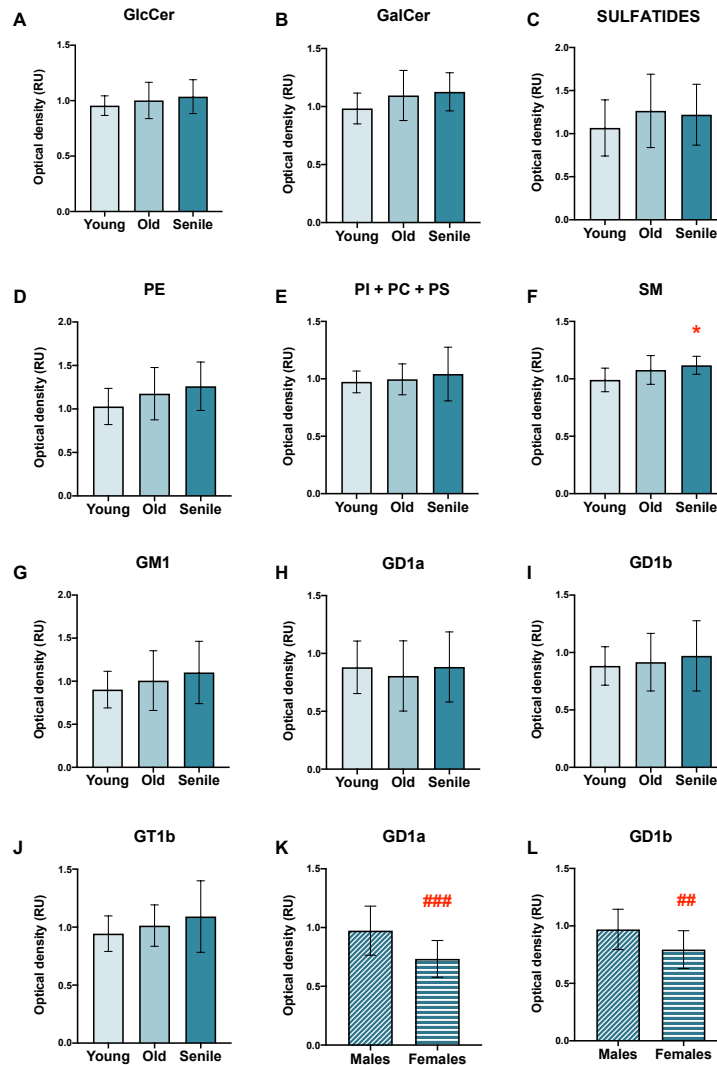 A
GlcCer
Optical density (RU)
1.5
1.0
0.5
0.0
Young Old Senile
B
GalCer
Optical density (RU)
1.5
1.0
0.5
0.0
Young Old Senile
C
SULFATIDES
Optical density (RU)
2.0
1.5
1.0
0.5
0.0
Young Old Senile
D
PE
Optical density (RU)
2.0
1.5
1.0
0.5
0.0
Young Old Senile
E
PI + PC + PS
Optical density (RU)
1.5
1.0
0.5
0.0
Young Old Senile
F
SM
Optical density (RU)
1.5
1.0
0.5
0.0
*
Young Old Senile
G
GM1
Optical density (RU)
2.0
1.5
1.0
0.5
0.0
Young Old Senile
H
GD1a
Optical density (RU)
1.5
1.0
0.5
0.0
Young Old Senile
I
GD1b
Optical density (RU)
1.5
1.0
0.5
0.0
Young Old Senile
J
GT1b
Optical density (RU)
1.5
1.0
0.5
0.0
Young Old Senile
K
GD1a
Optical density (RU)
1.5
1.0
0.5
0.0
###
Males Females
L
GD1b
Optical density (RU)
1.5
1.0
0.5
0.0
##
Males Females